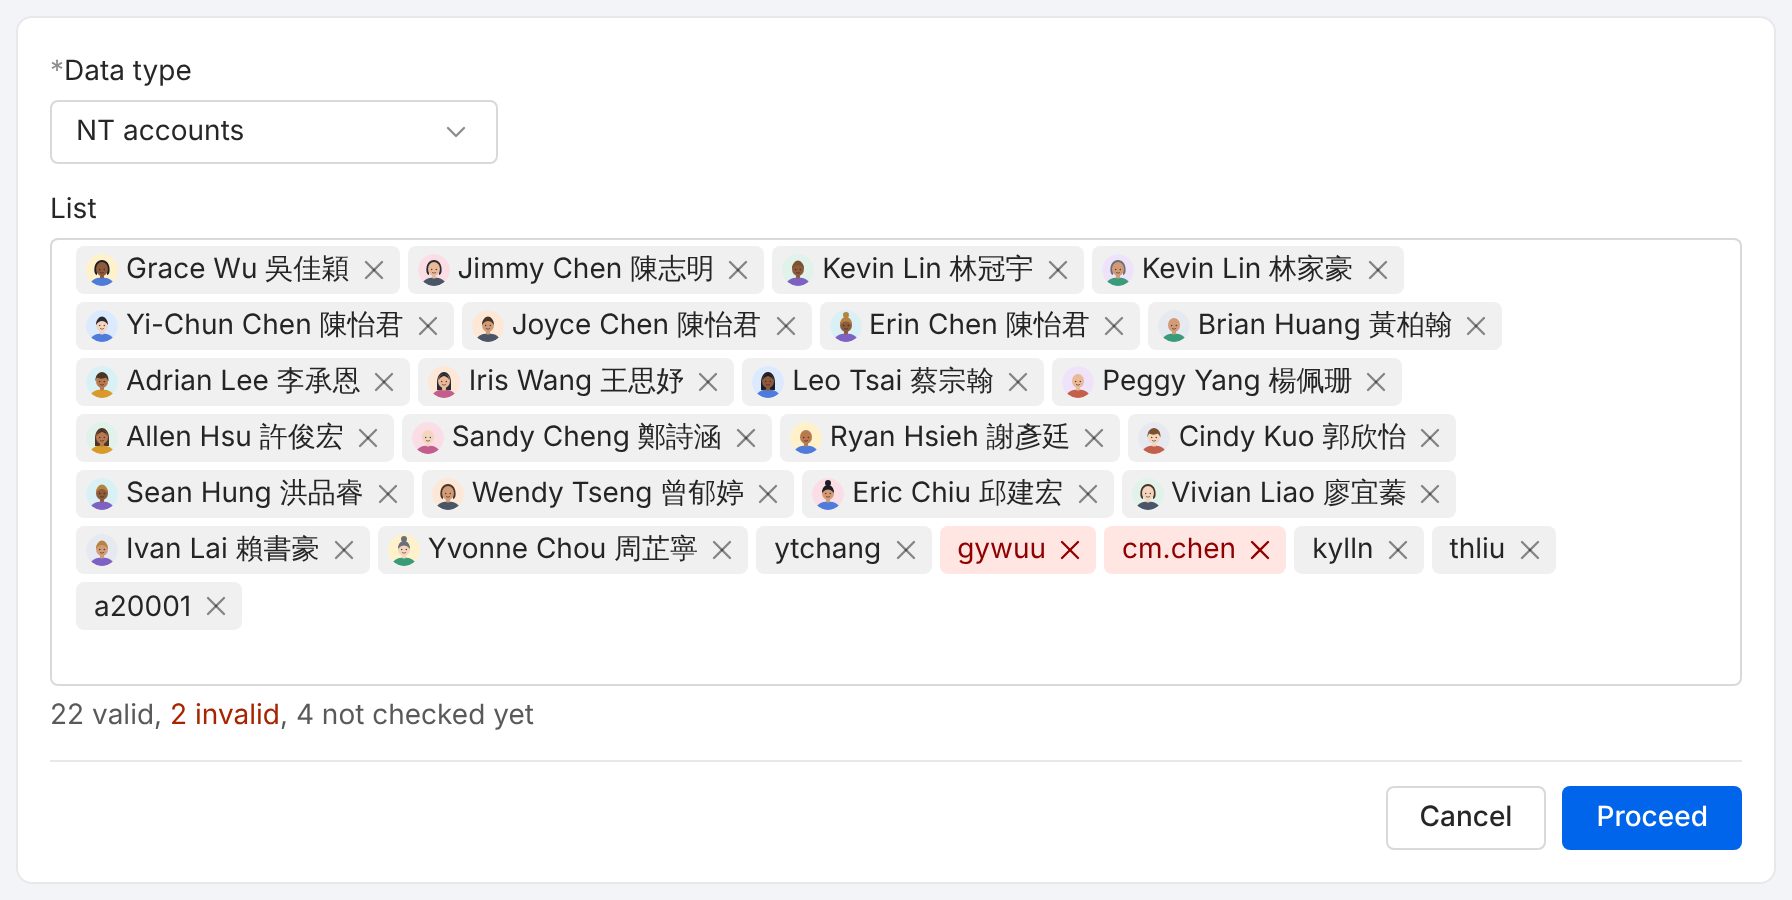 *Data type
NT accounts
List
Grace Wu 吳佳穎 Jimmy Chen 陳志明 Kevin Lin 林冠宇 Kevin Lin 林家豪
Yi-Chun Chen 陳怡君 Joyce Chen 陳怡君 Erin Chen 陳怡君 Brian Huang 黃柏翰
Adrian Lee 李承恩 Iris Wang 王思妤 Leo Tsai 蔡宗翰 Peggy Yang 楊佩珊
Allen Hsu 許俊宏 Sandy Cheng 鄭詩涵 Ryan Hsieh 謝彥廷 Cindy Kuo 郭欣怡
Sean Hung 洪品睿 Wendy Tseng 曾郁婷 Eric Chiu 邱建宏 Vivian Liao 廖宜蓁
Ivan Lai 賴書豪 Yvonne Chou 周芷寧 ytchang gywuu cm.chen kylln thliu
a20001
22 valid, 2 invalid, 4 not checked yet
Cancel Proceed